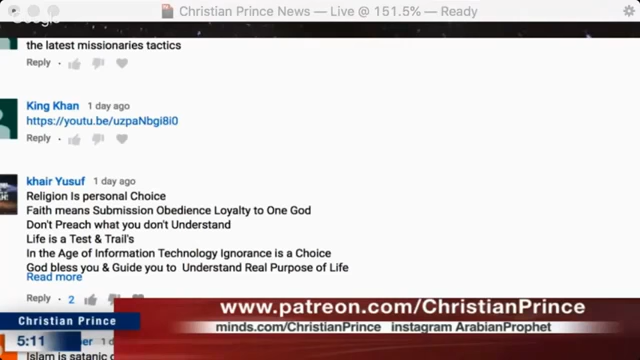 Christian Prince News — Live @ 151.5% — Ready
the latest missionaries tactics
Reply
King Khan 1 day ago
https://youtu.be/uzpaNbgi8i0
Reply
khair Yusuf 1 day ago
Religion Is personal Choice
Faith means Submission Obedience Loyalty to One God
Don't Preach what you don't Understand
Life is a Test & Trail's
In the Age of Information Technology Ignorance is a Choice
God bless you & Guide you to Understand Real Purpose of Life
Read more
Reply 2
www.patreon.com/ChristianPrince
minds.com/ChristianPrince instagram ArabianProphet
Christian Prince
5:11
Islam is satanic